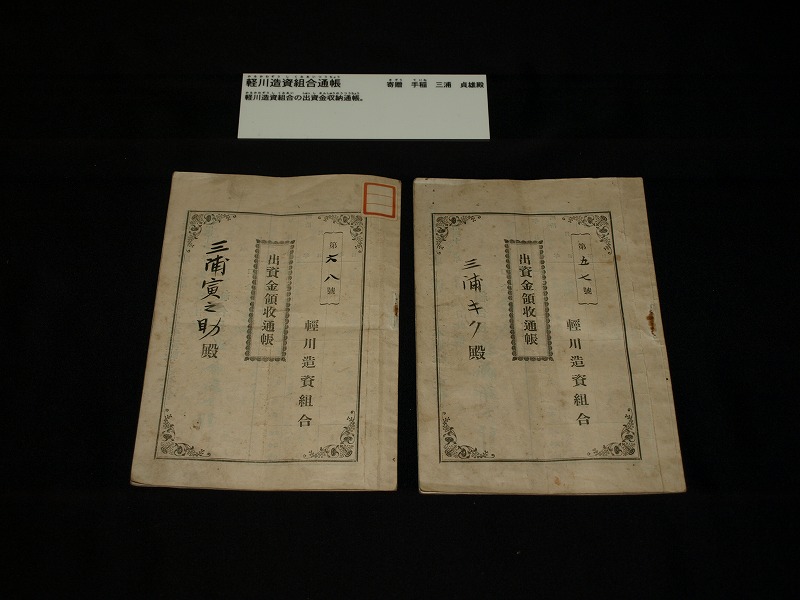 軽川造資組合通帳
寄贈 手稲 三浦 貞雄殿
軽川造資組合の出資金収納通帳。
第六八號
輕川造資組合
出資金領收通帳
三浦寅之助殿
第五七號
輕川造資組合
出資金領收通帳
三浦キク殿